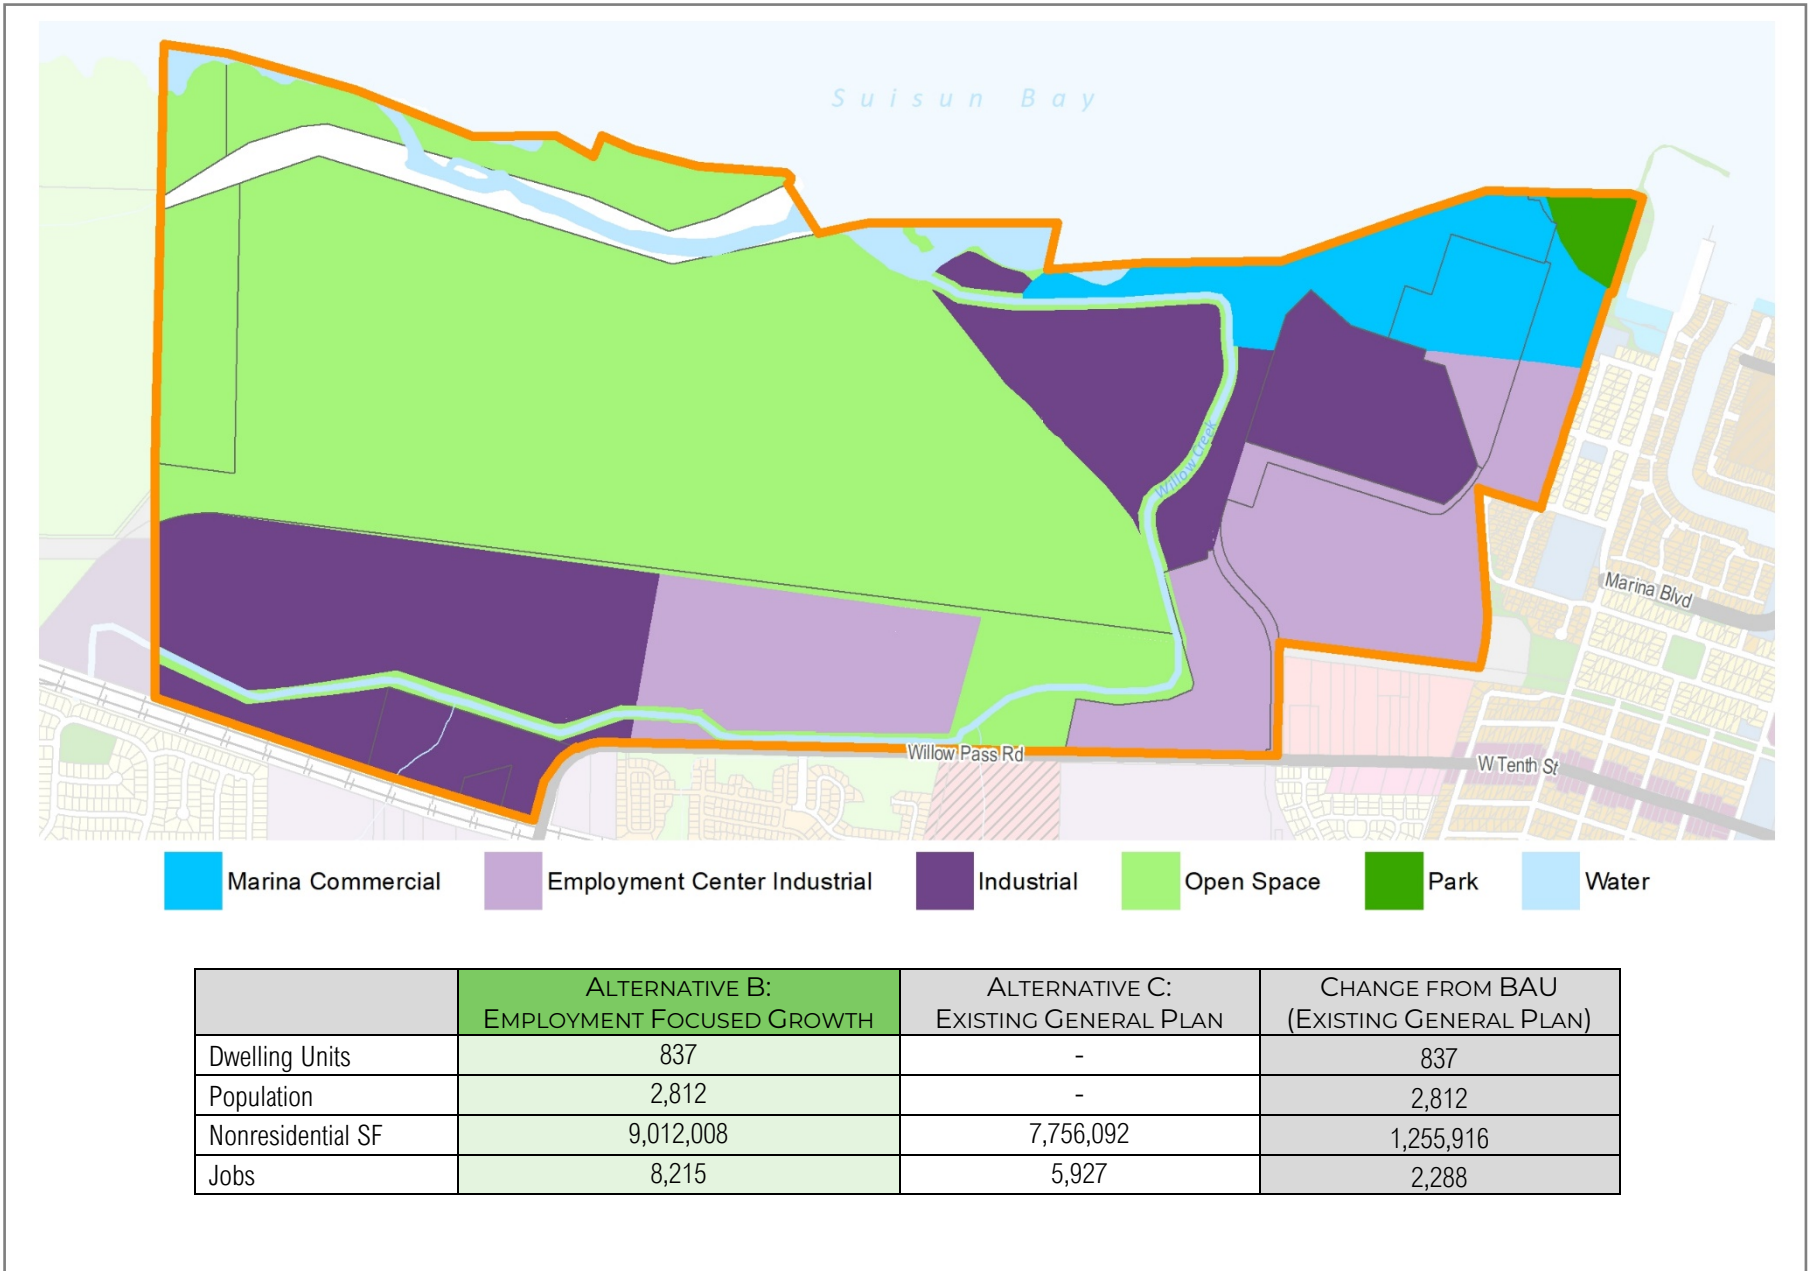 Suisun Bay
Willow Creek
Marina Blvd
Willow Pass Rd
W Tenth St
Marina Commercial
Employment Center Industrial
Industrial
Open Space
Park
Water
ALTERNATIVE B:
EMPLOYMENT FOCUSED GROWTH
ALTERNATIVE C:
EXISTING GENERAL PLAN
CHANGE FROM BAU
(EXISTING GENERAL PLAN)
Dwelling Units 837 - 837
Population 2,812 - 2,812
Nonresidential SF 9,012,008 7,756,092 1,255,916
Jobs 8,215 5,927 2,288